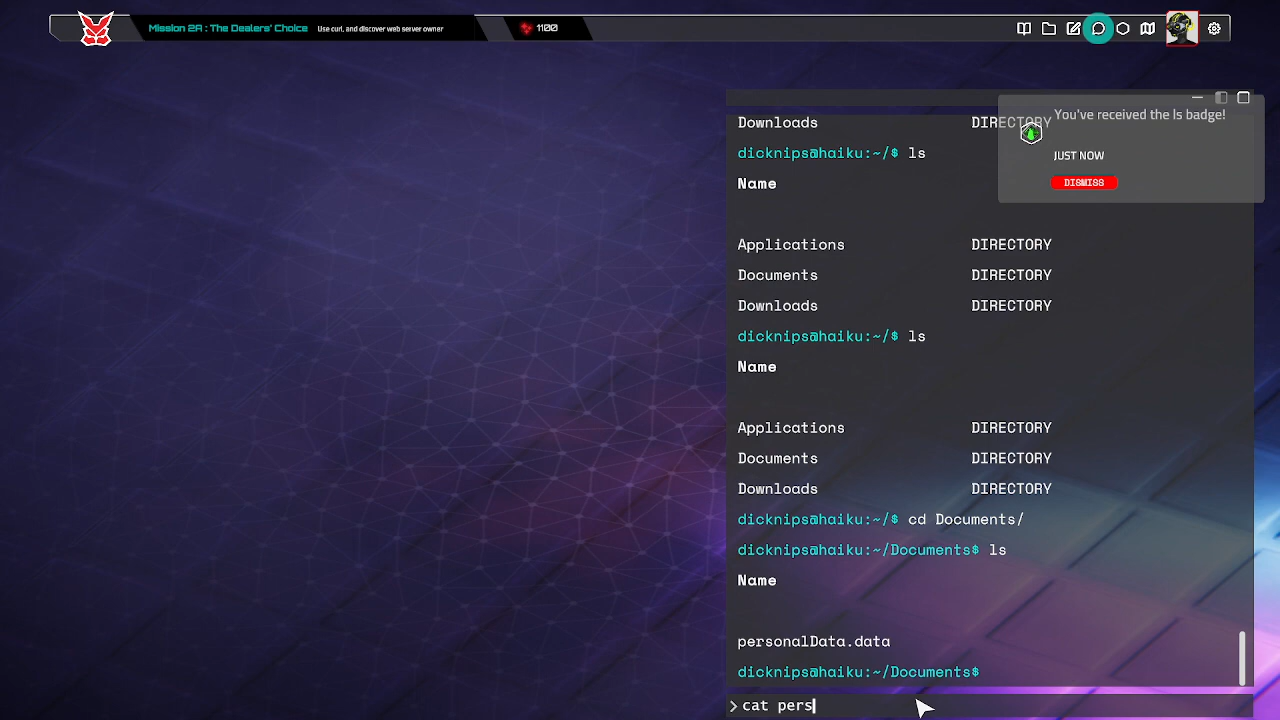 Mission 2A : The Dealers' Choice Use curl, and discover web server owner 1100
You've received the ls badge!
JUST NOW
DISMISS
Downloads DIRECTORY
dicknips@haiku:~/$ ls
Name
Applications DIRECTORY
Documents DIRECTORY
Downloads DIRECTORY
dicknips@haiku:~/$ ls
Name
Applications DIRECTORY
Documents DIRECTORY
Downloads DIRECTORY
dicknips@haiku:~/$ cd Documents/
dicknips@haiku:~/Documents$ ls
Name
personalData.data
dicknips@haiku:~/Documents$
> cat pers